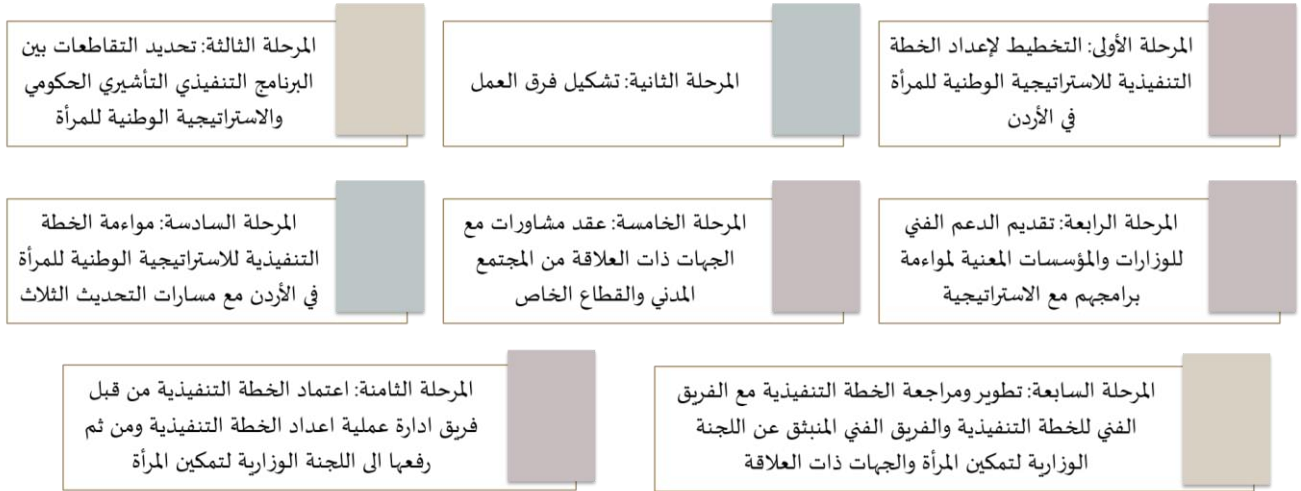 المرحلة الأولى: التخطيط لإعداد الخطة
التنفيذية للاستراتيجية الوطنية للمرأة
في الأردن
المرحلة الثانية: تشكيل فرق العمل
المرحلة الثالثة: تحديد التقاطعات بين
البرنامج التنفيذي التأشيري الحكومي
والاستراتيجية الوطنية للمرأة
المرحلة الرابعة: تقديم الدعم الفني
للوزارات والمؤسسات المعنية لمواءمة
برامجهم مع الاستراتيجية
المرحلة الخامسة: عقد مشاورات مع
الجهات ذات العلاقة من المجتمع
المدني والقطاع الخاص
المرحلة السادسة: مواءمة الخطة
التنفيذية للاستراتيجية الوطنية للمرأة
في الأردن مع مسارات التحديث الثلاث
المرحلة السابعة: تطوير ومراجعة الخطة التنفيذية مع الفريق
الفني للخطة التنفيذية والفريق الفني المنبثق عن اللجنة
الوزارية لتمكين المرأة والجهات ذات العلاقة
المرحلة الثامنة: اعتماد الخطة التنفيذية من قبل
فريق ادارة عملية اعداد الخطة التنفيذية ومن ثم
رفعها الى اللجنة الوزارية لتمكين المرأة